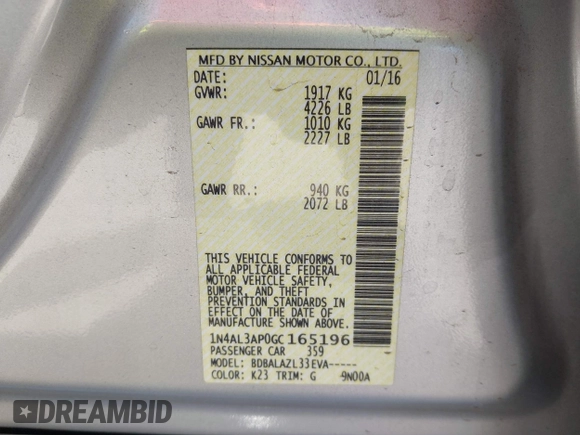 MFD BY NISSAN MOTOR CO., LTD.
DATE: 01/16
GVWR: 1917 KG
4226 LB
GAWR FR.: 1010 KG
2227 LB
GAWR RR.: 940 KG
2072 LB
THIS VEHICLE CONFORMS TO
ALL APPLICABLE FEDERAL
MOTOR VEHICLE SAFETY,
BUMPER, AND THEFT
PREVENTION STANDARDS IN
EFFECT ON THE DATE OF
MANUFACTURE SHOWN ABOVE.
1N4AL3AP0GC165196
PASSENGER CAR 359
MODEL: BDBALAZL33EVA-----
COLOR: K23 TRIM: G 9N00A
DREAMBID